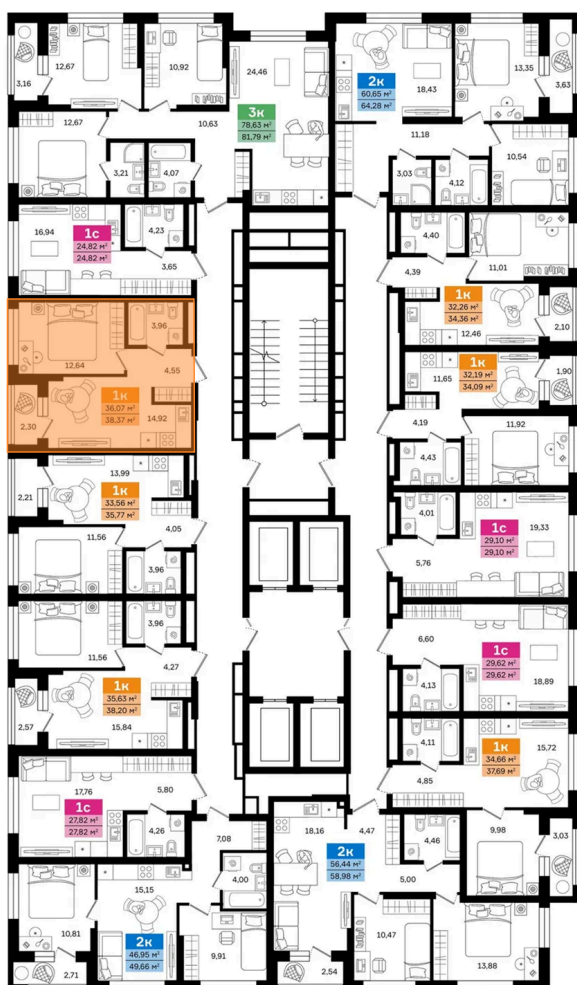 12,67
10,92
24,46
3,16
3к
78,63 м²
81,79 м²
12,67
10,63
3,21
4,07
2к
60,65 м²
64,28 м²
18,43
13,35
3,63
11,18
10,54
3,03
4,12
16,94
1с
24,82 м²
24,82 м²
4,23
3,65
4,40
4,39
11,01
1к
32,26 м²
34,36 м²
12,46
2,10
3,96
12,64
4,55
1к
36,07 м²
38,37 м²
2,30
14,92
1к
32,19 м²
34,09 м²
11,65
1,90
4,19
11,92
4,43
13,99
2,21
1к
33,56 м²
35,77 м²
4,05
11,56
3,96
4,01
19,33
1с
29,10 м²
29,10 м²
5,76
3,96
11,56
4,27
1к
35,63 м²
38,20 м²
2,57
15,84
6,60
1с
29,62 м²
29,62 м²
4,13
18,89
4,11
1к
34,66 м²
37,69 м²
15,72
4,85
17,76
5,80
1с
27,82 м²
27,82 м²
4,26
7,08
18,16
4,47
2к
56,44 м²
58,98 м²
4,46
9,98
3,03
5,00
4,00
15,15
10,81
2к
46,95 м²
49,66 м²
9,91
2,71
10,47
2,54
13,88